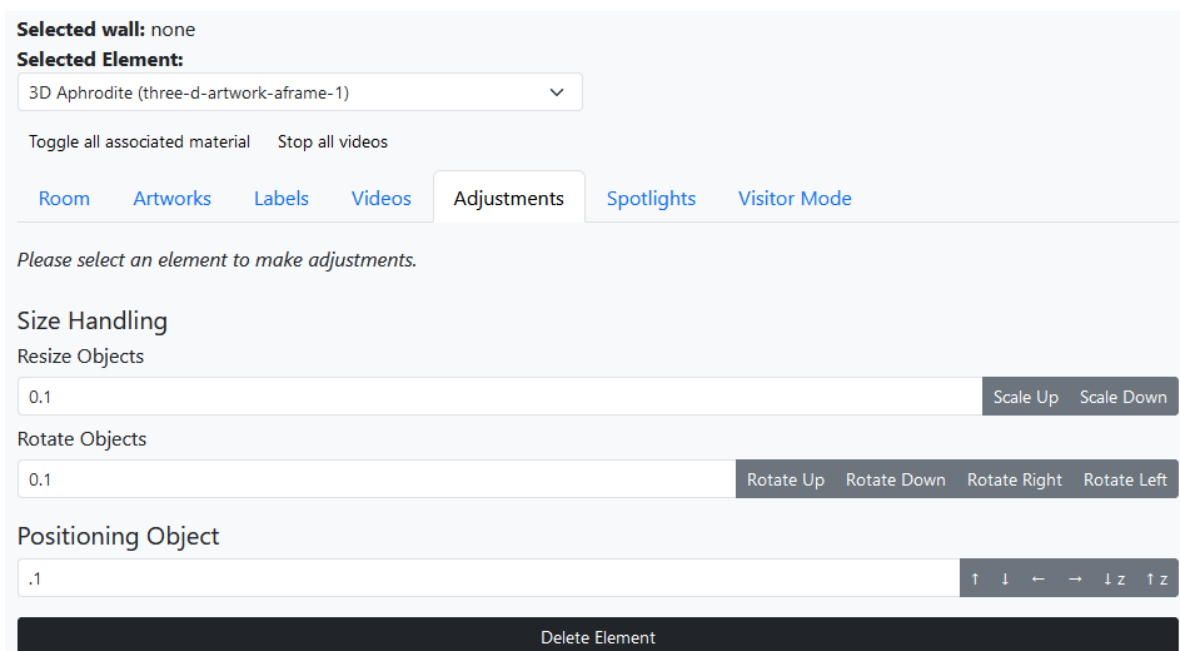 Selected wall: none
Selected Element:
3D Aphrodite (three-d-artwork-aframe-1)
Toggle all associated material Stop all videos
Room Artworks Labels Videos Adjustments Spotlights Visitor Mode
Please select an element to make adjustments.
Size Handling
Resize Objects
0.1 Scale Up Scale Down
Rotate Objects
0.1 Rotate Up Rotate Down Rotate Right Rotate Left
Positioning Object
.1 ↑ ↓ ← → ↓z ↑z
Delete Element